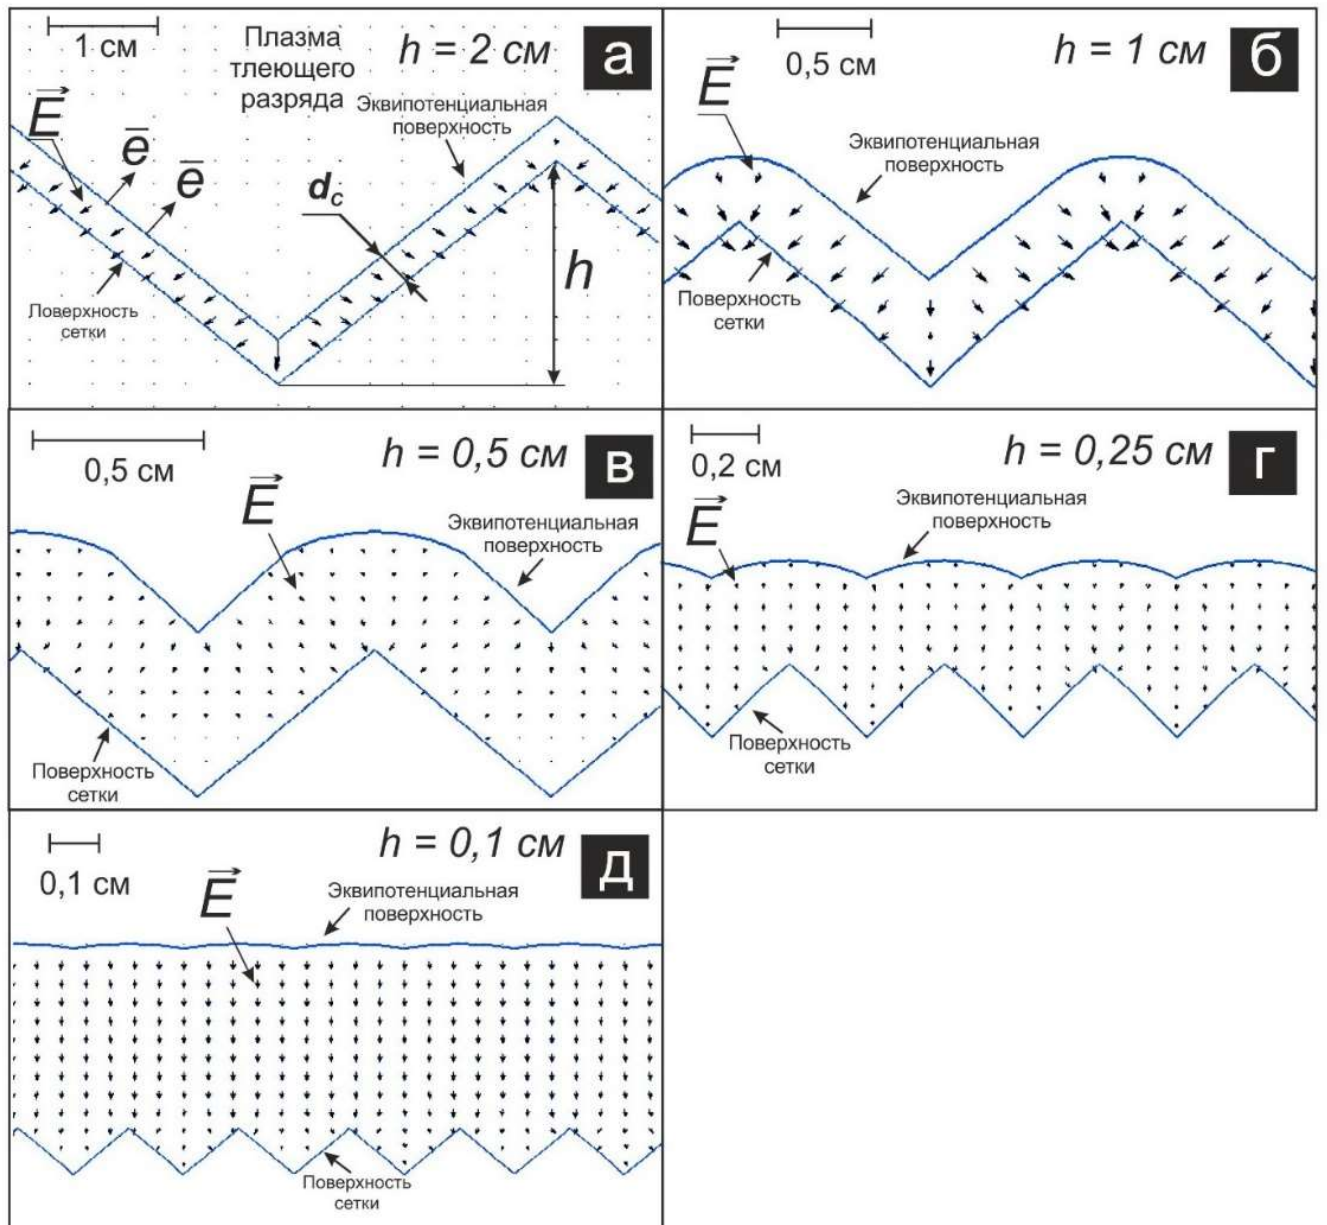 1 см
Плазма
тлеющего
разряда
h = 2 см
а
E
e
e
Эквипотенциальная
поверхность
dc
h
Поверхность
сетки
0,5 см
h = 1 см
б
E
Эквипотенциальная
поверхность
Поверхность
сетки
0,5 см
h = 0,5 см
в
E
Эквипотенциальная
поверхность
Поверхность
сетки
0,2 см
h = 0,25 см
г
E
Эквипотенциальная
поверхность
Поверхность
сетки
0,1 см
h = 0,1 см
д
E
Эквипотенциальная
поверхность
Поверхность
сетки